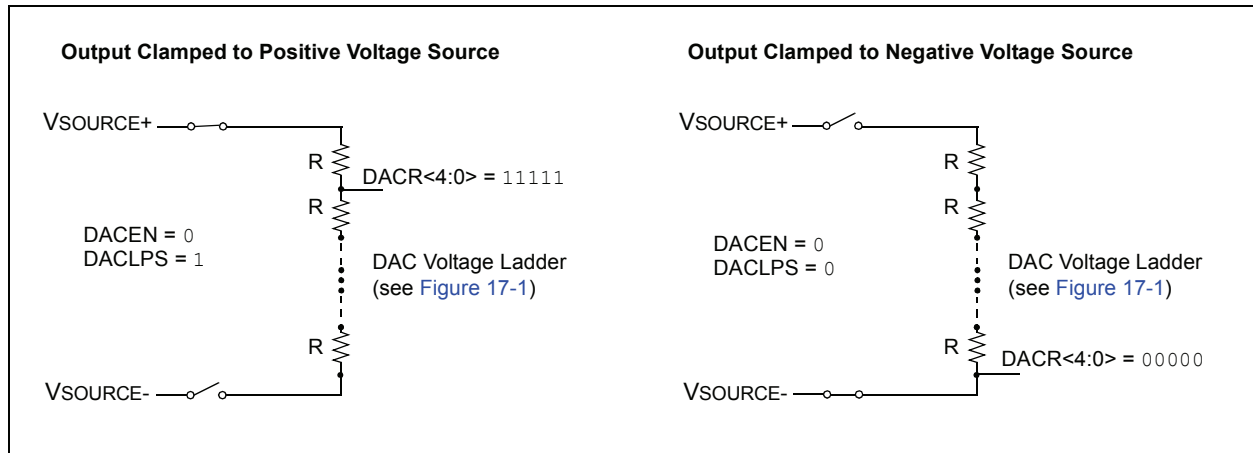 Output Clamped to Positive Voltage Source
VSOURCE+
R
DACR<4:0> = 11111
R
DACEN = 0
DACLPS = 1
DAC Voltage Ladder
(see Figure 17-1)
R
VSOURCE-
Output Clamped to Negative Voltage Source
VSOURCE+
R
R
DACEN = 0
DACLPS = 0
DAC Voltage Ladder
(see Figure 17-1)
R
DACR<4:0> = 00000
VSOURCE-